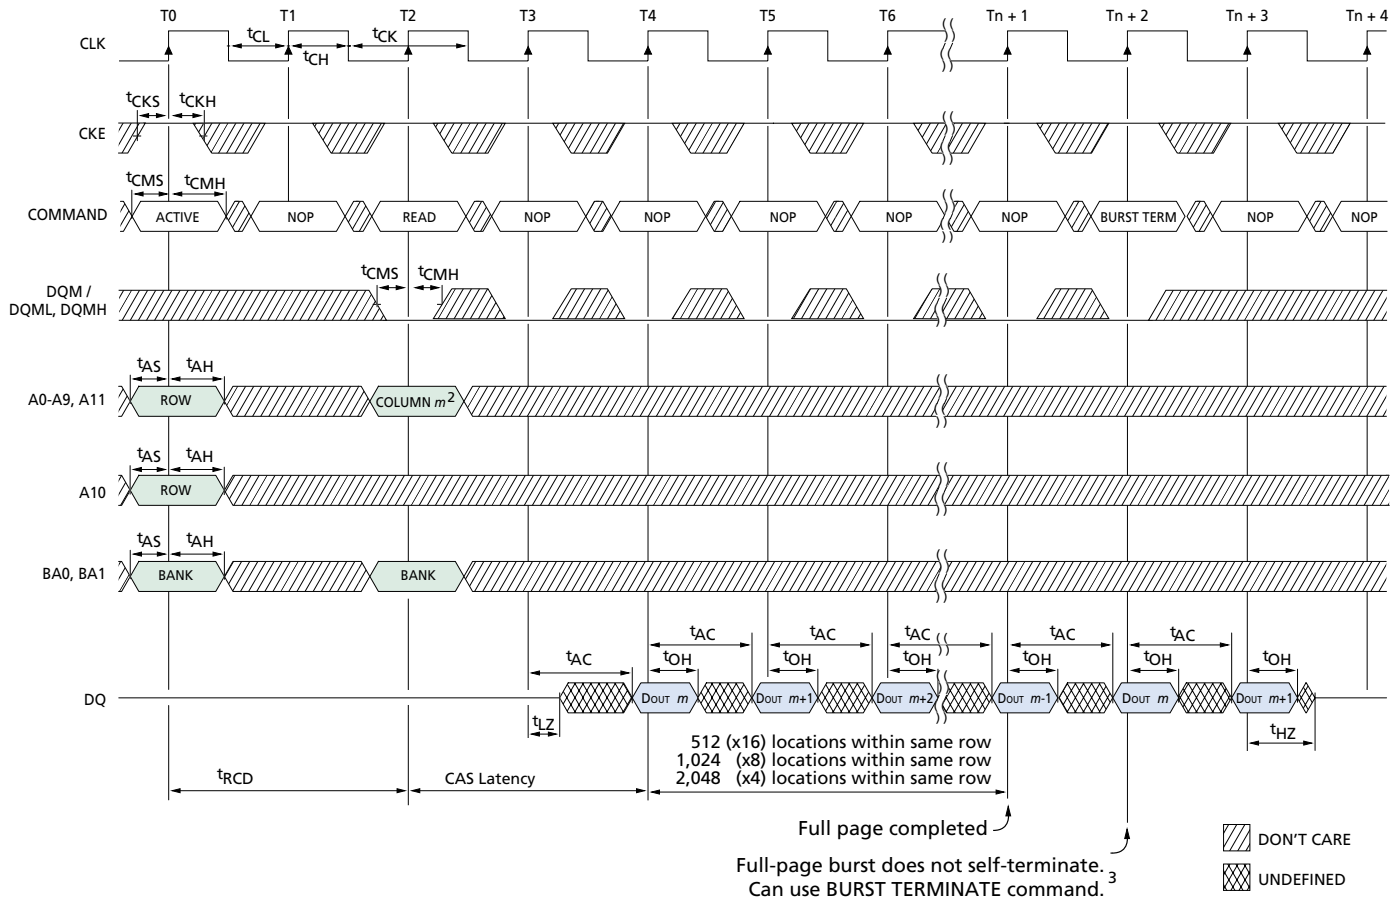 T0 T1 T2 T3 T4 T5 T6 Tn + 1 Tn + 2 Tn + 3 Tn + 4
CLK
tCL tCH tCK
tCKS tCKH
CKE
tCMS tCMH
COMMAND ACTIVE NOP READ NOP NOP NOP NOP NOP BURST TERM NOP NOP
tCMS tCMH
DQM /
DQML, DQMH
tAS tAH
A0-A9, A11 ROW COLUMN m2
tAS tAH
A10 ROW
tAS tAH
BA0, BA1 BANK BANK
tAC tAC tAC tAC tAC tAC
tOH tOH tOH tOH tOH tOH
DQ DOUT m DOUT m+1 DOUT m+2 DOUT m-1 DOUT m DOUT m+1
tLZ tHZ
512 (x16) locations within same row
1,024 (x8) locations within same row
2,048 (x4) locations within same row
tRCD CAS Latency
Full page completed
Full-page burst does not self-terminate.
Can use BURST TERMINATE command. 3
DON'T CARE
UNDEFINED